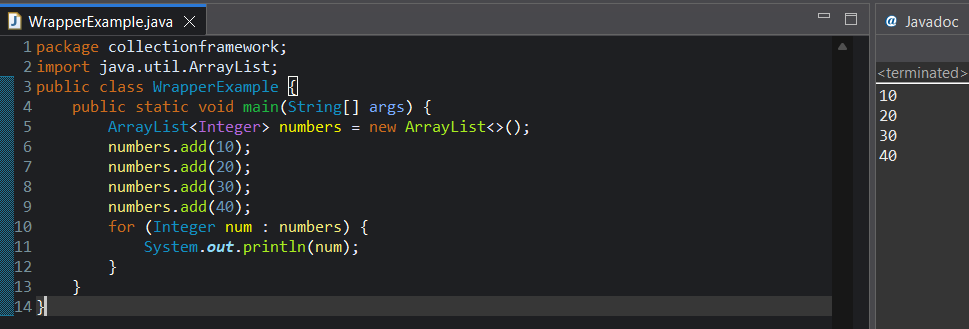 WrapperExample.java
1 package collectionframework;
2 import java.util.ArrayList;
3 public class WrapperExample {
4     public static void main(String[] args) {
5         ArrayList<Integer> numbers = new ArrayList<>();
6         numbers.add(10);
7         numbers.add(20);
8         numbers.add(30);
9         numbers.add(40);
10         for (Integer num : numbers) {
11             System.out.println(num);
12         }
13     }
14 }
@ Javadoc
<terminated>
10
20
30
40